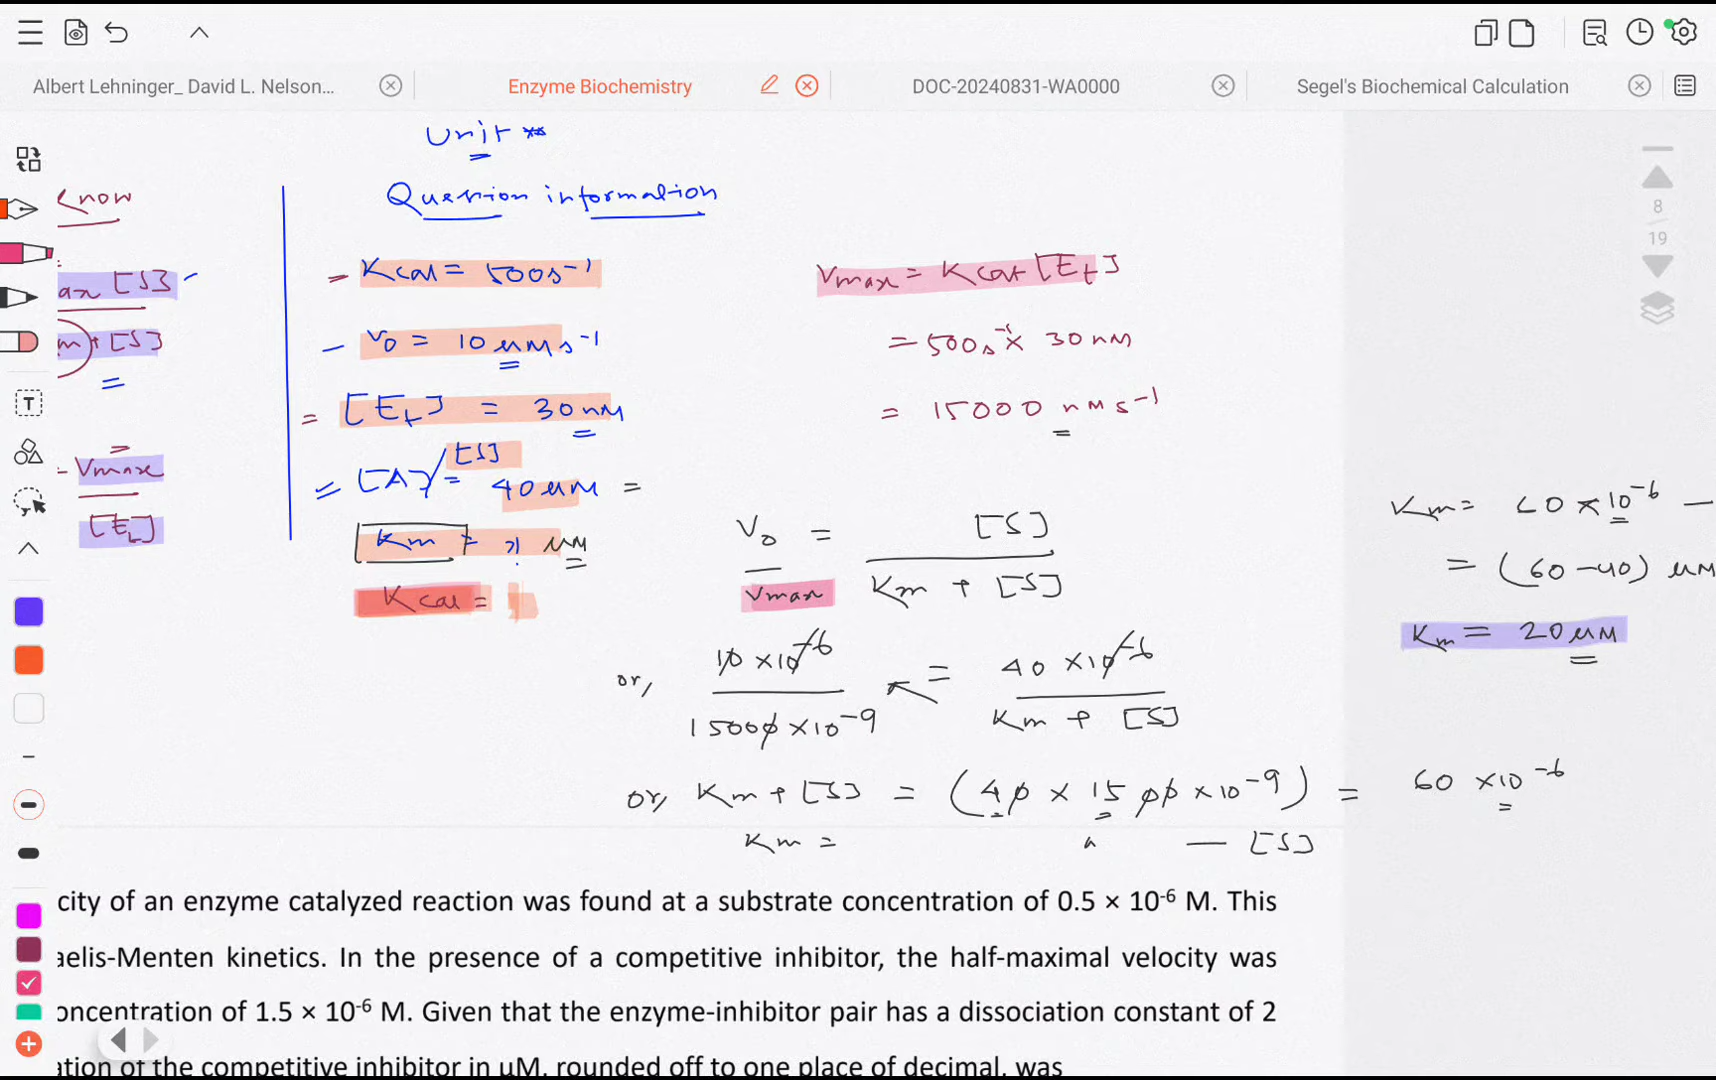 Albert Lehninger_ David L. Nelson...
Enzyme Biochemistry
DOC-20240831-WA0000
Segel's Biochemical Calculation
8
19
T
Unit **
Know
Question information
ax [S]
m + [S]
Vmax
[Et]
- Kcat = 500s⁻¹
- V₀ = 10 μM s⁻¹
= [Et] = 30 nM
[A] / [S] = 40 μM =
Km = ? μM
Kcat =
Vmax = Kcat [Et]
= 500s⁻¹ × 30 nM
= 15000 nM s⁻¹
V₀ / Vmax = [S] / Km + [S]
or, 10 × 10⁻⁶ / 15000 × 10⁻⁹ = 40 × 10⁻⁶ / Km + [S]
or, Km + [S] = (40 × 1500 × 10⁻⁹) = 60 × 10⁻⁶
Km = " — [S]
Km = 60 × 10⁻⁶ —
= (60 - 40) μM
Km = 20 μM
city of an enzyme catalyzed reaction was found at a substrate concentration of 0.5 × 10⁻⁶ M. This
aelis-Menten kinetics. In the presence of a competitive inhibitor, the half-maximal velocity was
oncentration of 1.5 × 10⁻⁶ M. Given that the enzyme-inhibitor pair has a dissociation constant of 2
ation of the competitive inhibitor in μM, rounded off to one place of decimal, was